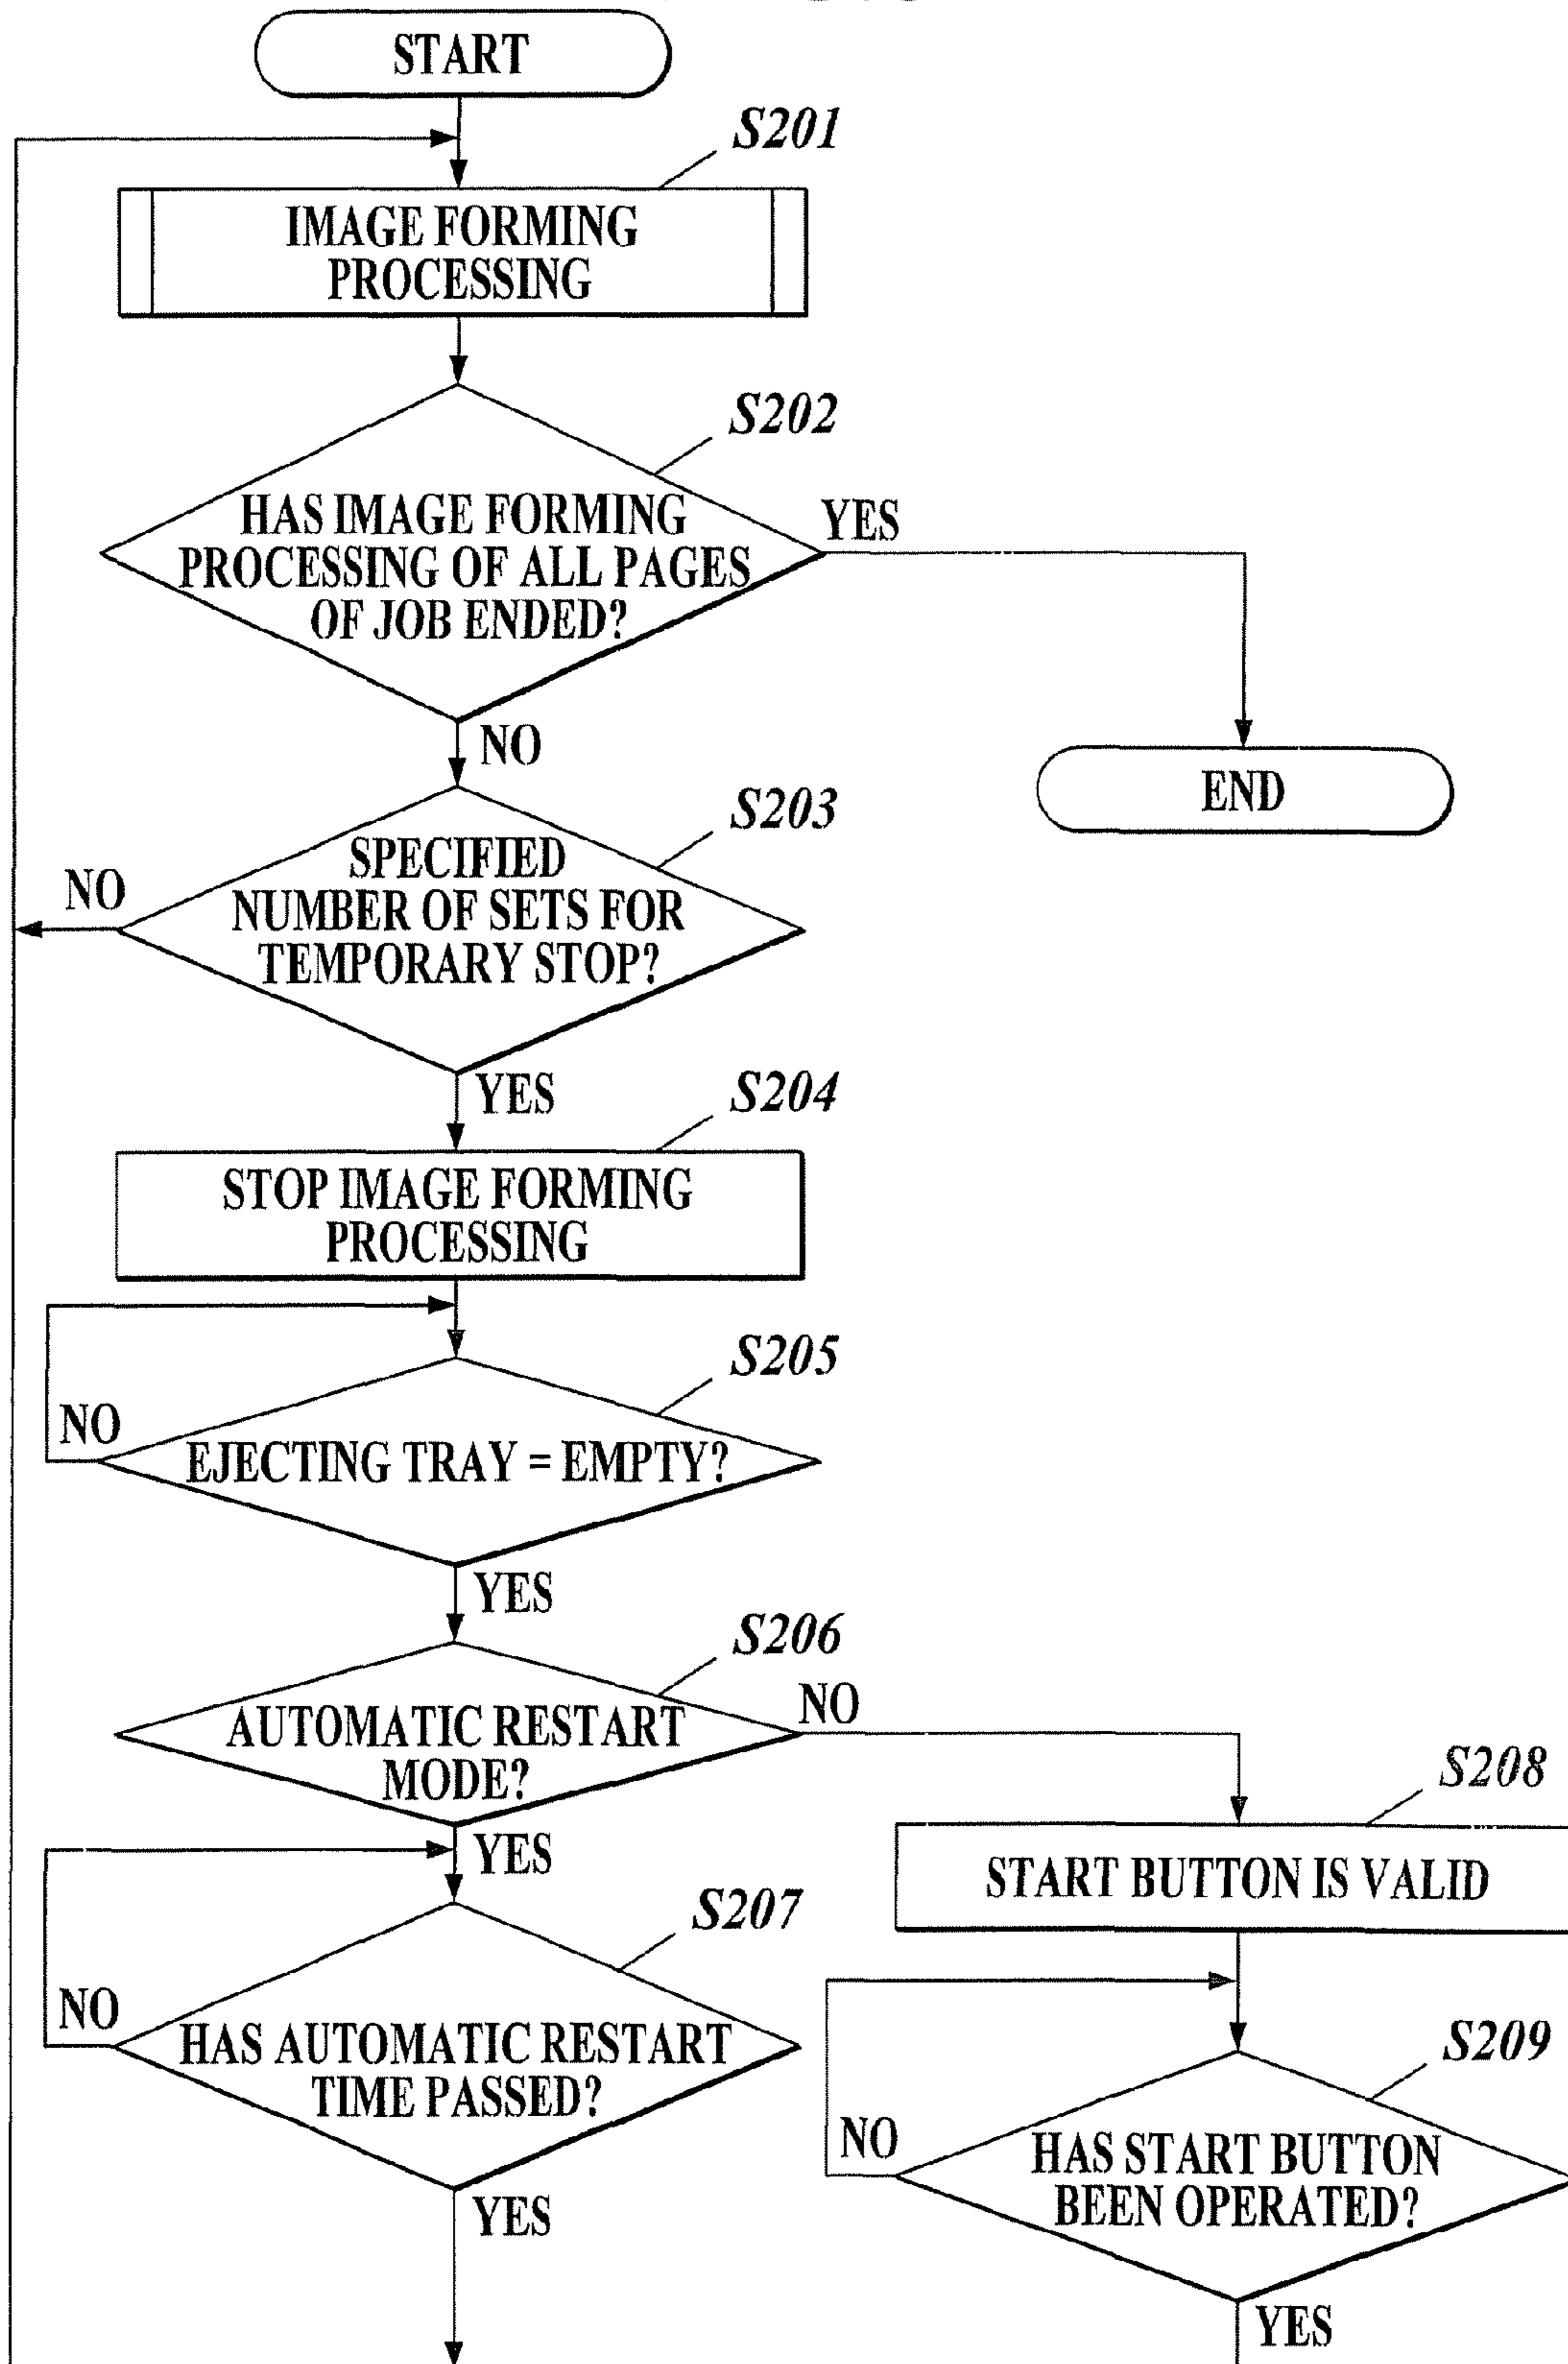 START
S201
IMAGE FORMING
PROCESSING
S202
HAS IMAGE FORMING
PROCESSING OF ALL PAGES
OF JOB ENDED?
YES
NO
END
S203
SPECIFIED
NUMBER OF SETS FOR
TEMPORARY STOP?
NO
YES
S204
STOP IMAGE FORMING
PROCESSING
S205
EJECTING TRAY = EMPTY?
NO
YES
S206
AUTOMATIC RESTART
MODE?
NO
YES
S207
HAS AUTOMATIC RESTART
TIME PASSED?
NO
YES
S208
START BUTTON IS VALID
S209
HAS START BUTTON
BEEN OPERATED?
NO
YES